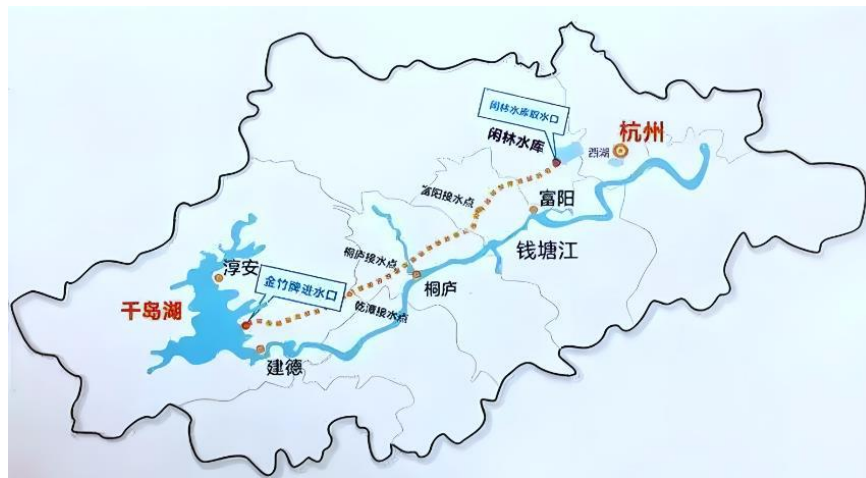 闲林水库取水口
闲林水库
杭州
西湖
富阳接水点
富阳
钱塘江
桐庐接水点
淳安
金竹牌进水口
千岛湖
桐庐
乾潭接水点
建德